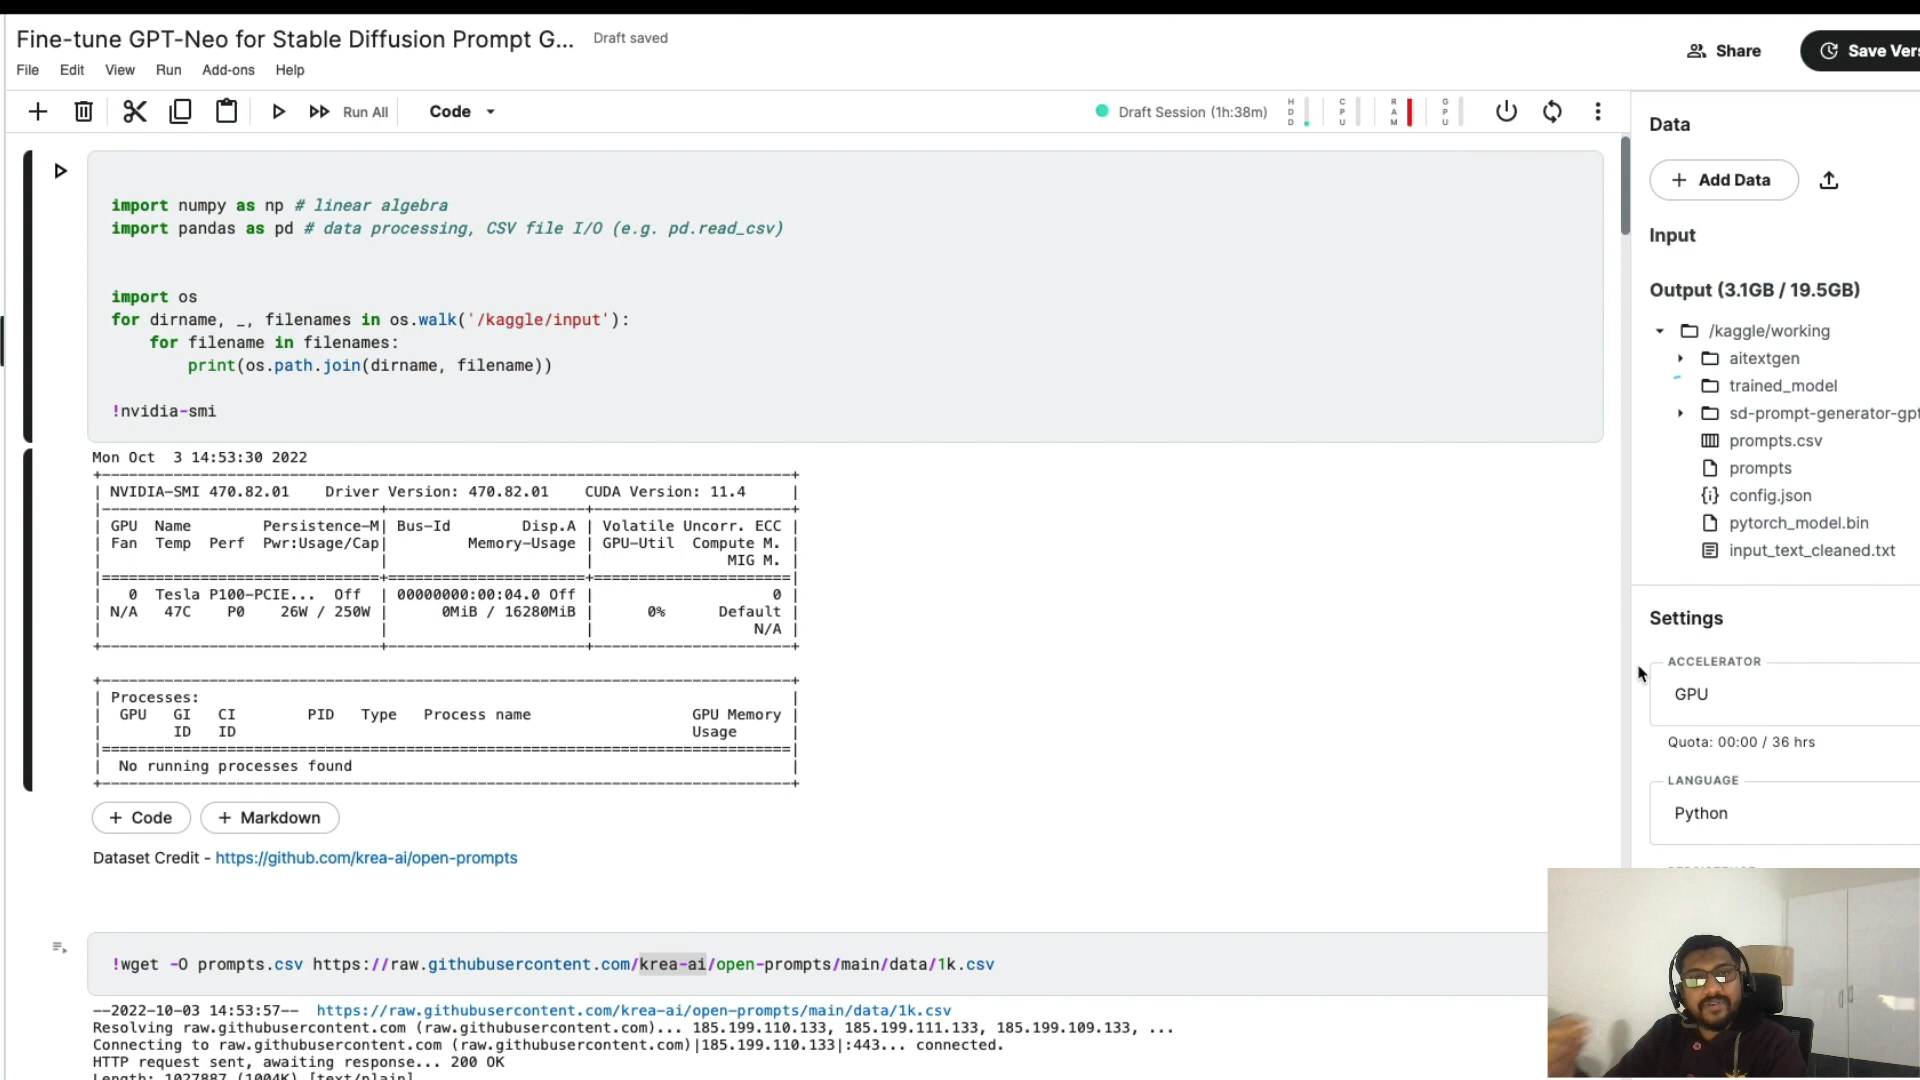 Fine-tune GPT-Neo for Stable Diffusion Prompt G... Draft saved
File Edit View Run Add-ons Help
Share
Save Vers
Run All Code
Draft Session (1h:38m) HDD CPU RAM GPU
import numpy as np # linear algebra
import pandas as pd # data processing, CSV file I/O (e.g. pd.read_csv)
import os
for dirname, _, filenames in os.walk('/kaggle/input'):
    for filename in filenames:
        print(os.path.join(dirname, filename))
!nvidia-smi
Mon Oct  3 14:53:30 2022
NVIDIA-SMI 470.82.01    Driver Version: 470.82.01    CUDA Version: 11.4
| GPU  Name        Persistence-M| Bus-Id        Disp.A | Volatile Uncorr. ECC |
| Fan  Temp  Perf  Pwr:Usage/Cap|         Memory-Usage | GPU-Util  Compute M. |
|                               |                      |               MIG M. |
|   0  Tesla P100-PCIE...  Off  | 00000000:00:04.0 Off |                    0 |
| N/A   47C    P0    26W / 250W |      0MiB / 16280MiB |      0%      Default |
|                               |                      |                  N/A |
| Processes:
|  GPU   GI   CI        PID   Type   Process name                  GPU Memory |
|        ID   ID                                                   Usage      |
|  No running processes found
+ Code + Markdown
Dataset Credit - https://github.com/krea-ai/open-prompts
!wget -O prompts.csv https://raw.githubusercontent.com/krea-ai/open-prompts/main/data/1k.csv
--2022-10-03 14:53:57--  https://raw.githubusercontent.com/krea-ai/open-prompts/main/data/1k.csv
Resolving raw.githubusercontent.com (raw.githubusercontent.com)... 185.199.110.133, 185.199.111.133, 185.199.109.133, ...
Connecting to raw.githubusercontent.com (raw.githubusercontent.com)|185.199.110.133|:443... connected.
HTTP request sent, awaiting response... 200 OK
Length: 1027887 (1004K) [text/plain]
Data
+ Add Data
Input
Output (3.1GB / 19.5GB)
/kaggle/working
aitextgen
trained_model
sd-prompt-generator-gpt
prompts.csv
prompts
config.json
pytorch_model.bin
input_text_cleaned.txt
Settings
ACCELERATOR
GPU
Quota: 00:00 / 36 hrs
LANGUAGE
Python